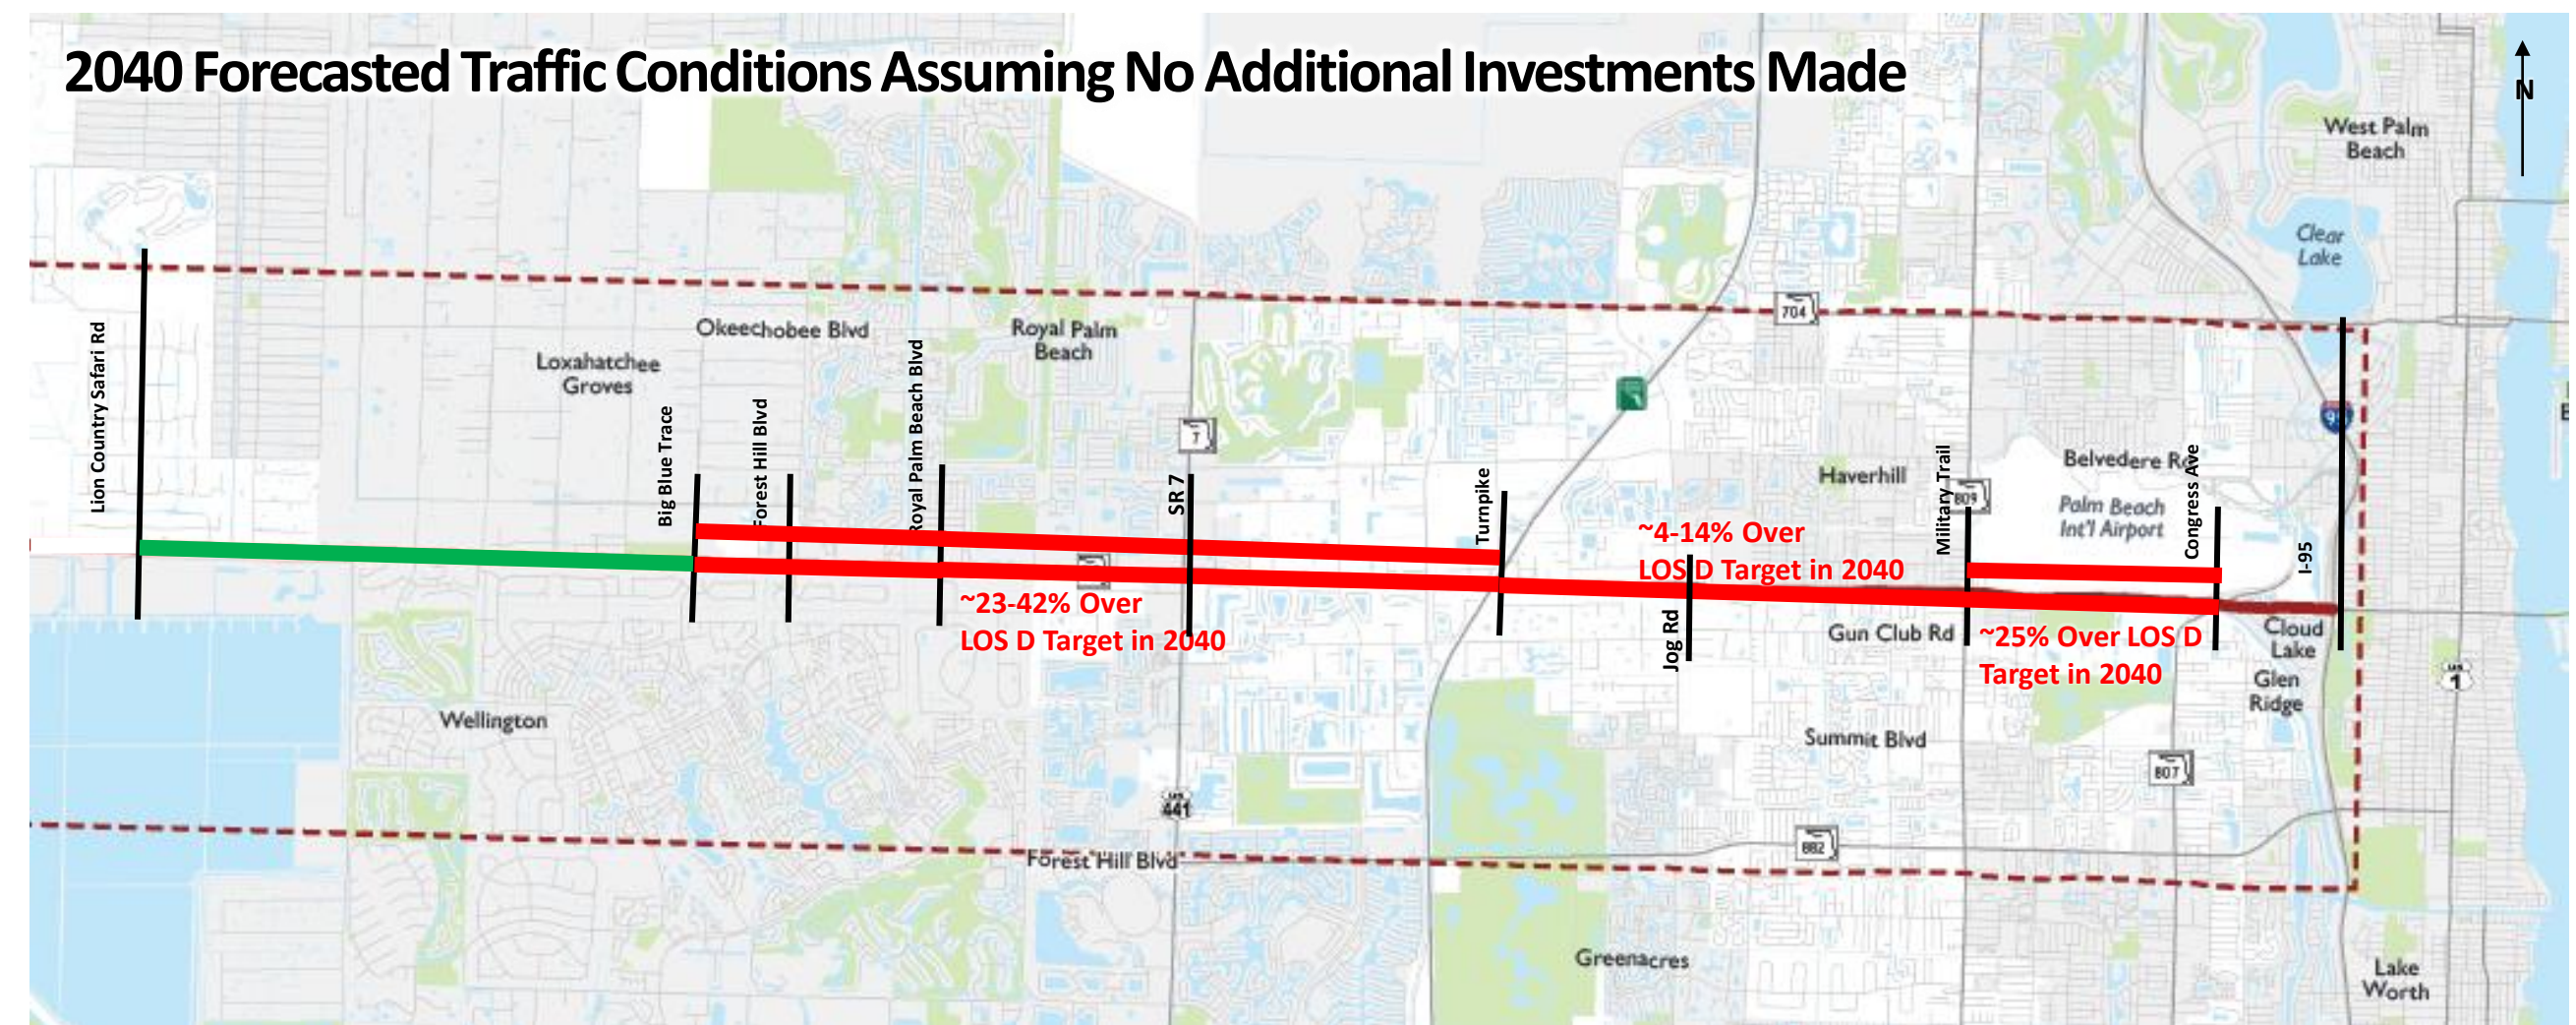 2040 Forecasted Traffic Conditions Assuming No Additional Investments Made
N
West Palm
Beach
Clear
Lake
704
Okeechobee Blvd
Royal Palm
Beach
Loxahatchee
Groves
Lion Country Safari Rd
Big Blue Trace
Forest Hill Blvd
Royal Palm Beach Blvd
7
SR 7
Turnpike
95
Haverhill
Military Trail
809
Belvedere Rd
Palm Beach
Int'l Airport
Congress Ave
I-95
~4-14% Over
LOS D Target in 2040
~23-42% Over
LOS D Target in 2040
Jog Rd
Gun Club Rd
~25% Over LOS D
Target in 2040
Cloud
Lake
Glen
Ridge
US
1
Wellington
Summit Blvd
807
US
441
882
Forest Hill Blvd
Greenacres
Lake
Worth